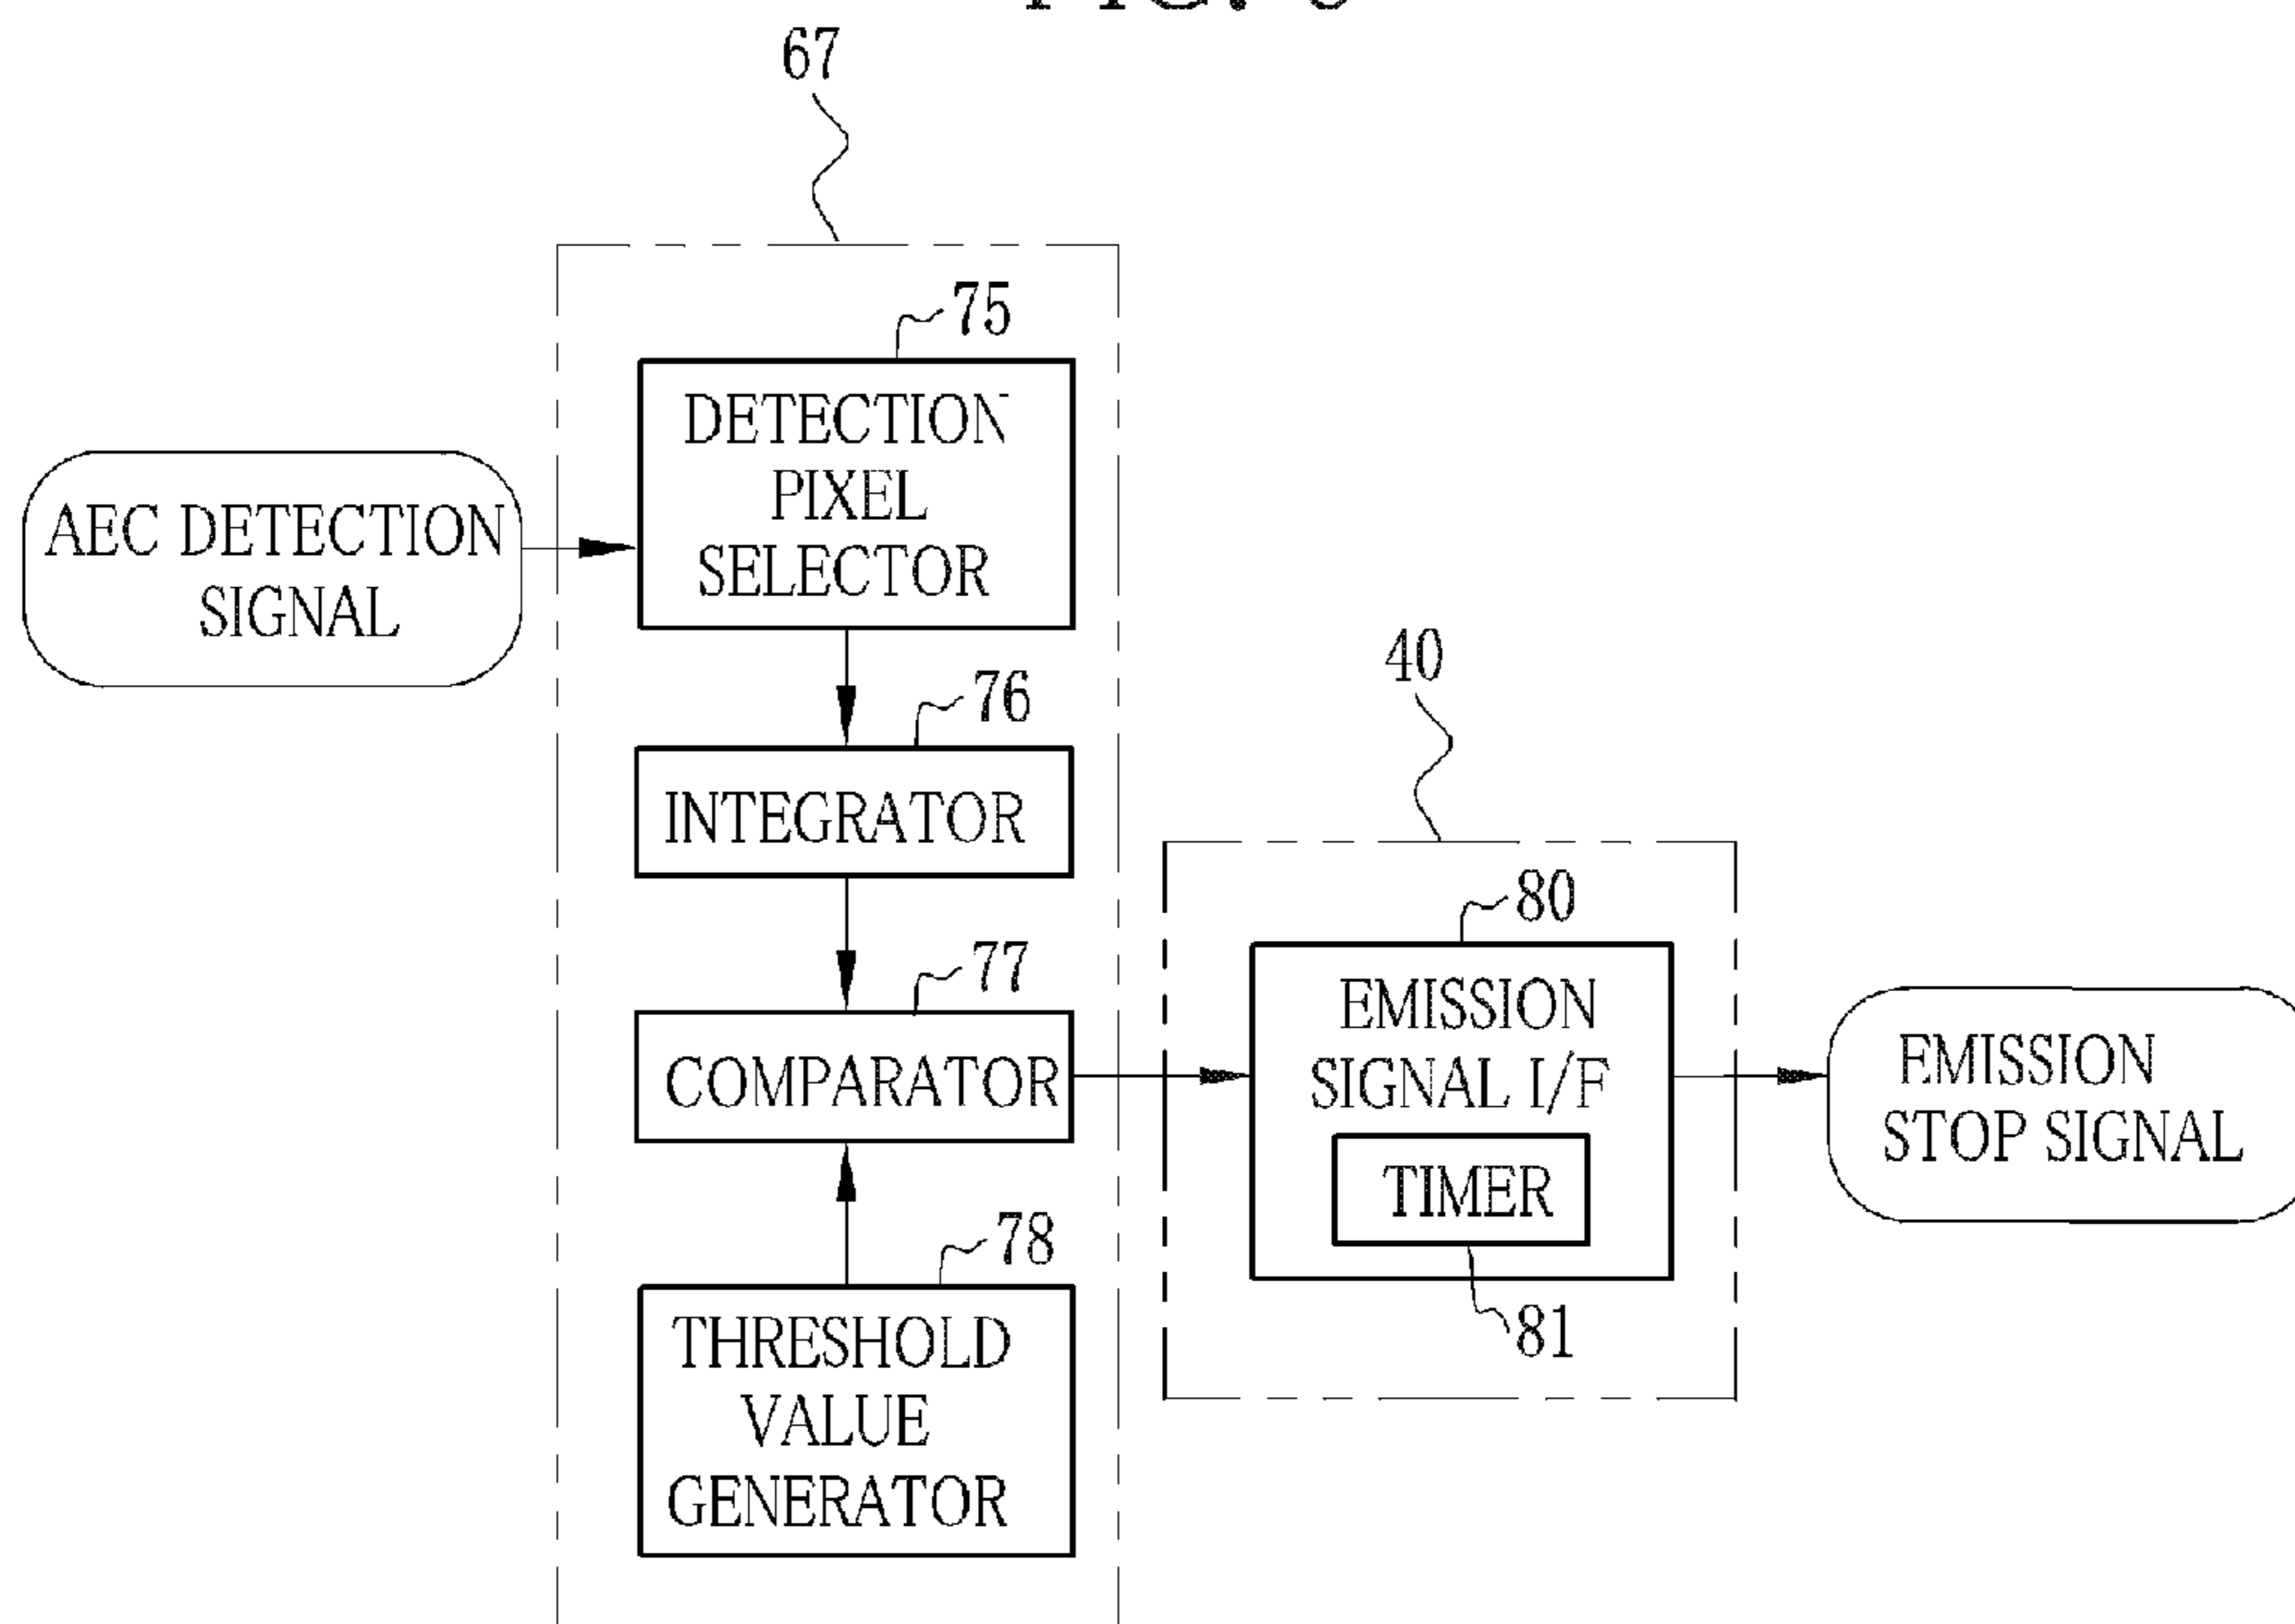 67
75
DETECTION
PIXEL
SELECTOR
AEC DETECTION
SIGNAL
76
INTEGRATOR
40
77
COMPARATOR
80
EMISSION
SIGNAL I/F
TIMER
81
EMISSION
STOP SIGNAL
78
THRESHOLD
VALUE
GENERATOR